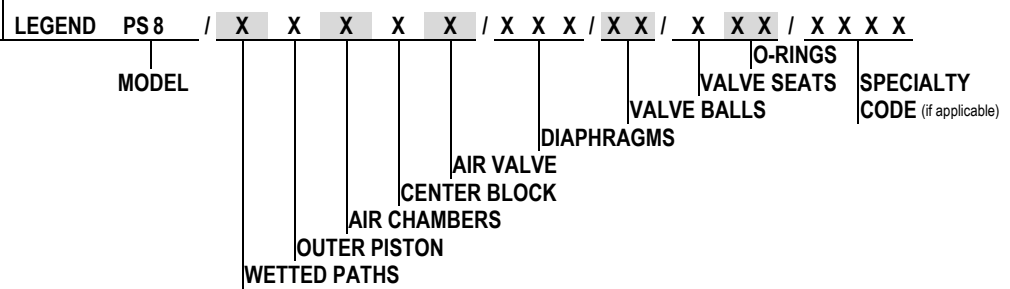 LEGEND PS 8 / X X X X X / X X X / X X / X X X / X X X X
O-RINGS
MODEL VALVE SEATS SPECIALTY
VALVE BALLS CODE (if applicable)
DIAPHRAGMS
AIR VALVE
CENTER BLOCK
AIR CHAMBERS
OUTER PISTON
WETTED PATHS